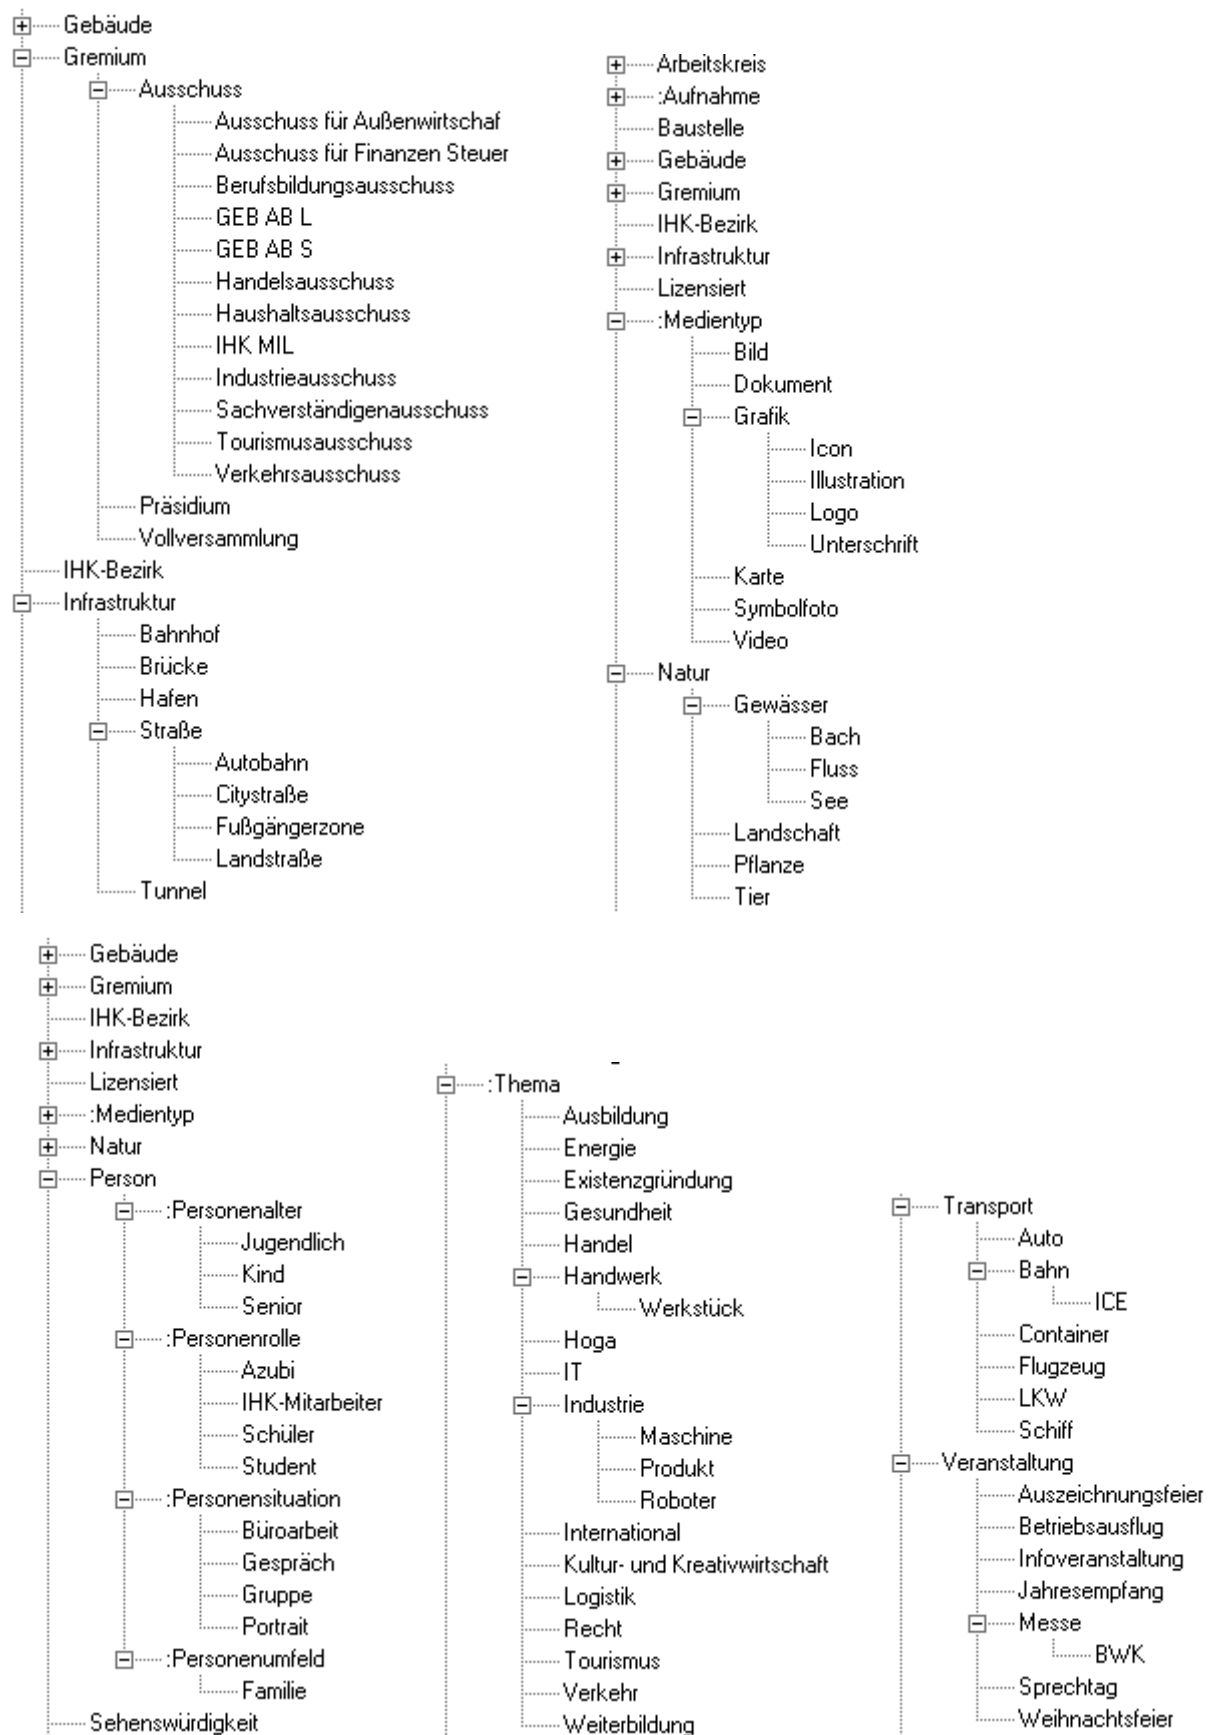 Gebäude
Gremium
Ausschuss
Ausschuss für Außenwirtschaf
Ausschuss für Finanzen Steuer
Berufsbildungsausschuss
GEB AB L
GEB AB S
Handelsausschuss
Haushaltsausschuss
IHK MIL
Industrieausschuss
Sachverständigenausschuss
Tourismusausschuss
Verkehrsausschuss
Präsidium
Vollversammlung
IHK-Bezirk
Infrastruktur
Bahnhof
Brücke
Hafen
Straße
Autobahn
Citystraße
Fußgängerzone
Landstraße
Tunnel
Arbeitskreis
:Aufnahme
Baustelle
Gebäude
Gremium
IHK-Bezirk
Infrastruktur
Lizensiert
:Medientyp
Bild
Dokument
Grafik
Icon
Illustration
Logo
Unterschrift
Karte
Symbolfoto
Video
Natur
Gewässer
Bach
Fluss
See
Landschaft
Pflanze
Tier
Gebäude
Gremium
IHK-Bezirk
Infrastruktur
Lizensiert
:Medientyp
Natur
Person
:Personenalter
Jugendlich
Kind
Senior
:Personenrolle
Azubi
IHK-Mitarbeiter
Schüler
Student
:Personensituation
Büroarbeit
Gespräch
Gruppe
Portrait
:Personenumfeld
Familie
Sehenswürdigkeit
:Thema
Ausbildung
Energie
Existenzgründung
Gesundheit
Handel
Handwerk
Werkstück
Hoga
IT
Industrie
Maschine
Produkt
Roboter
International
Kultur- und Kreativwirtschaft
Logistik
Recht
Tourismus
Verkehr
Weiterbildung
Transport
Auto
Bahn
ICE
Container
Flugzeug
LKW
Schiff
Veranstaltung
Auszeichnungsfeier
Betriebsausflug
Infoveranstaltung
Jahresempfang
Messe
BWK
Sprechtag
Weihnachtsfeier